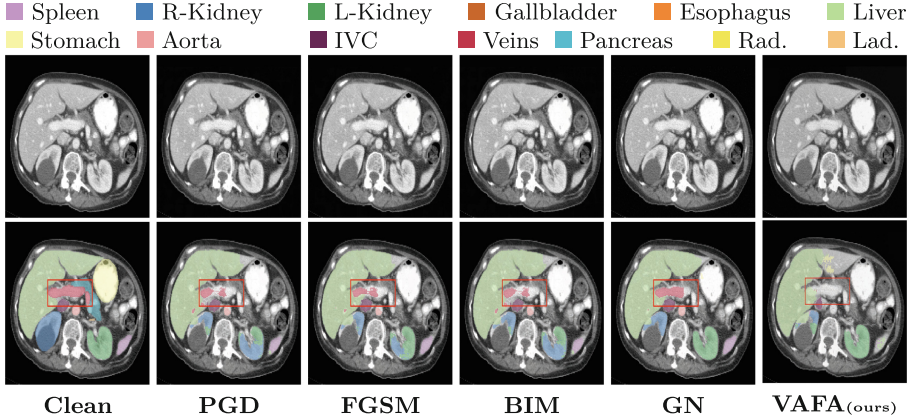 Spleen R-Kidney L-Kidney Gallbladder Esophagus Liver
Stomach Aorta IVC Veins Pancreas Rad. Lad.
Clean PGD FGSM BIM GN VAFA(ours)